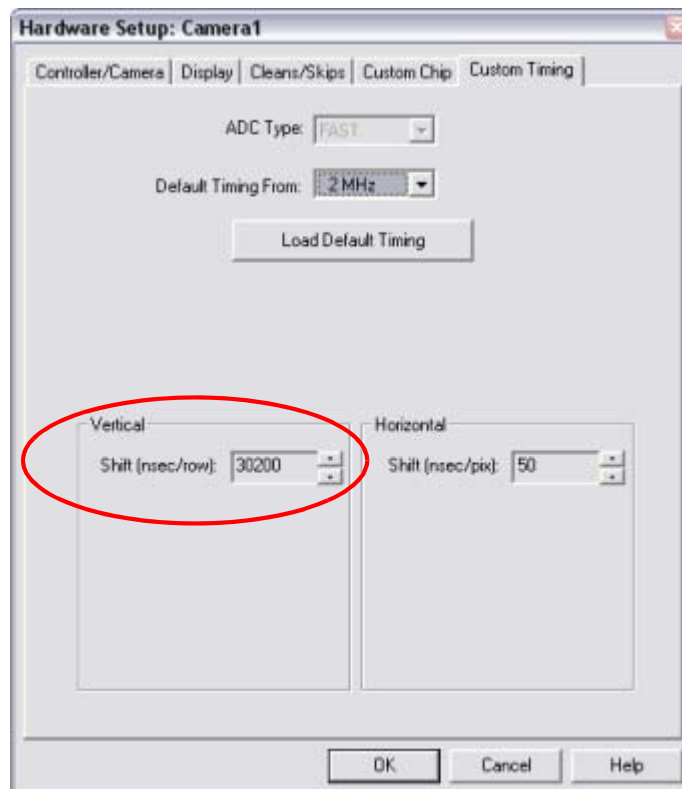 Hardware Setup: Camera1
Controller/Camera Display Cleans/Skips Custom Chip Custom Timing
ADC Type: FAST
Default Timing From: 2 MHz
Load Default Timing
Vertical Horizontal
Shift (nsec/row): 30200 Shift (nsec/pix): 50
OK Cancel Help